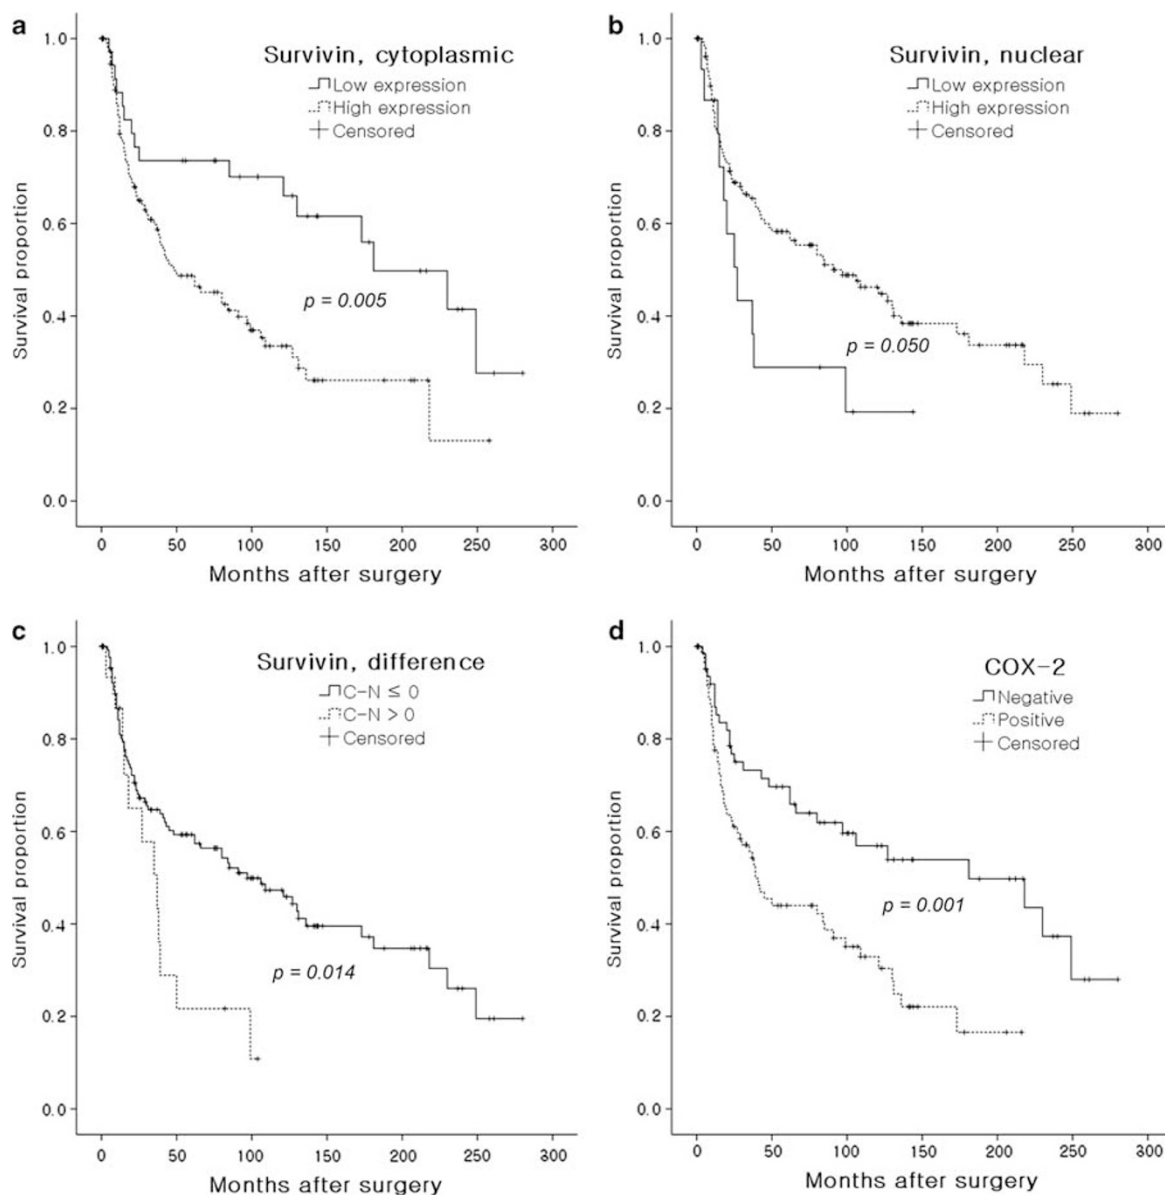 a
Survivin, cytoplasmic
Low expression
High expression
Censored
1.0
0.8
0.6
0.4
0.2
0.0
Survival proportion
p = 0.005
0 50 100 150 200 250 300
Months after surgery
b
Survivin, nuclear
Low expression
High expression
Censored
1.0
0.8
0.6
0.4
0.2
0.0
Survival proportion
p = 0.050
0 50 100 150 200 250 300
Months after surgery
c
Survivin, difference
C-N ≤ 0
C-N > 0
Censored
1.0
0.8
0.6
0.4
0.2
0.0
Survival proportion
p = 0.014
0 50 100 150 200 250 300
Months after surgery
d
COX-2
Negative
Positive
Censored
1.0
0.8
0.6
0.4
0.2
0.0
Survival proportion
p = 0.001
0 50 100 150 200 250 300
Months after surgery